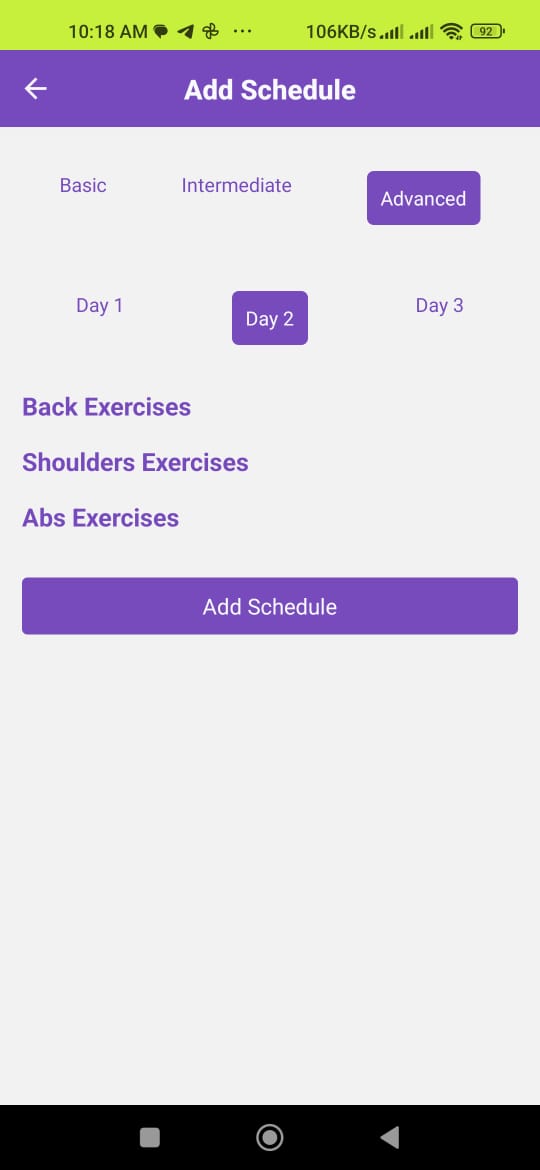 10:18 AM ... 106KB/s 92
Add Schedule
Basic Intermediate Advanced
Day 1 Day 2 Day 3
Back Exercises
Shoulders Exercises
Abs Exercises
Add Schedule